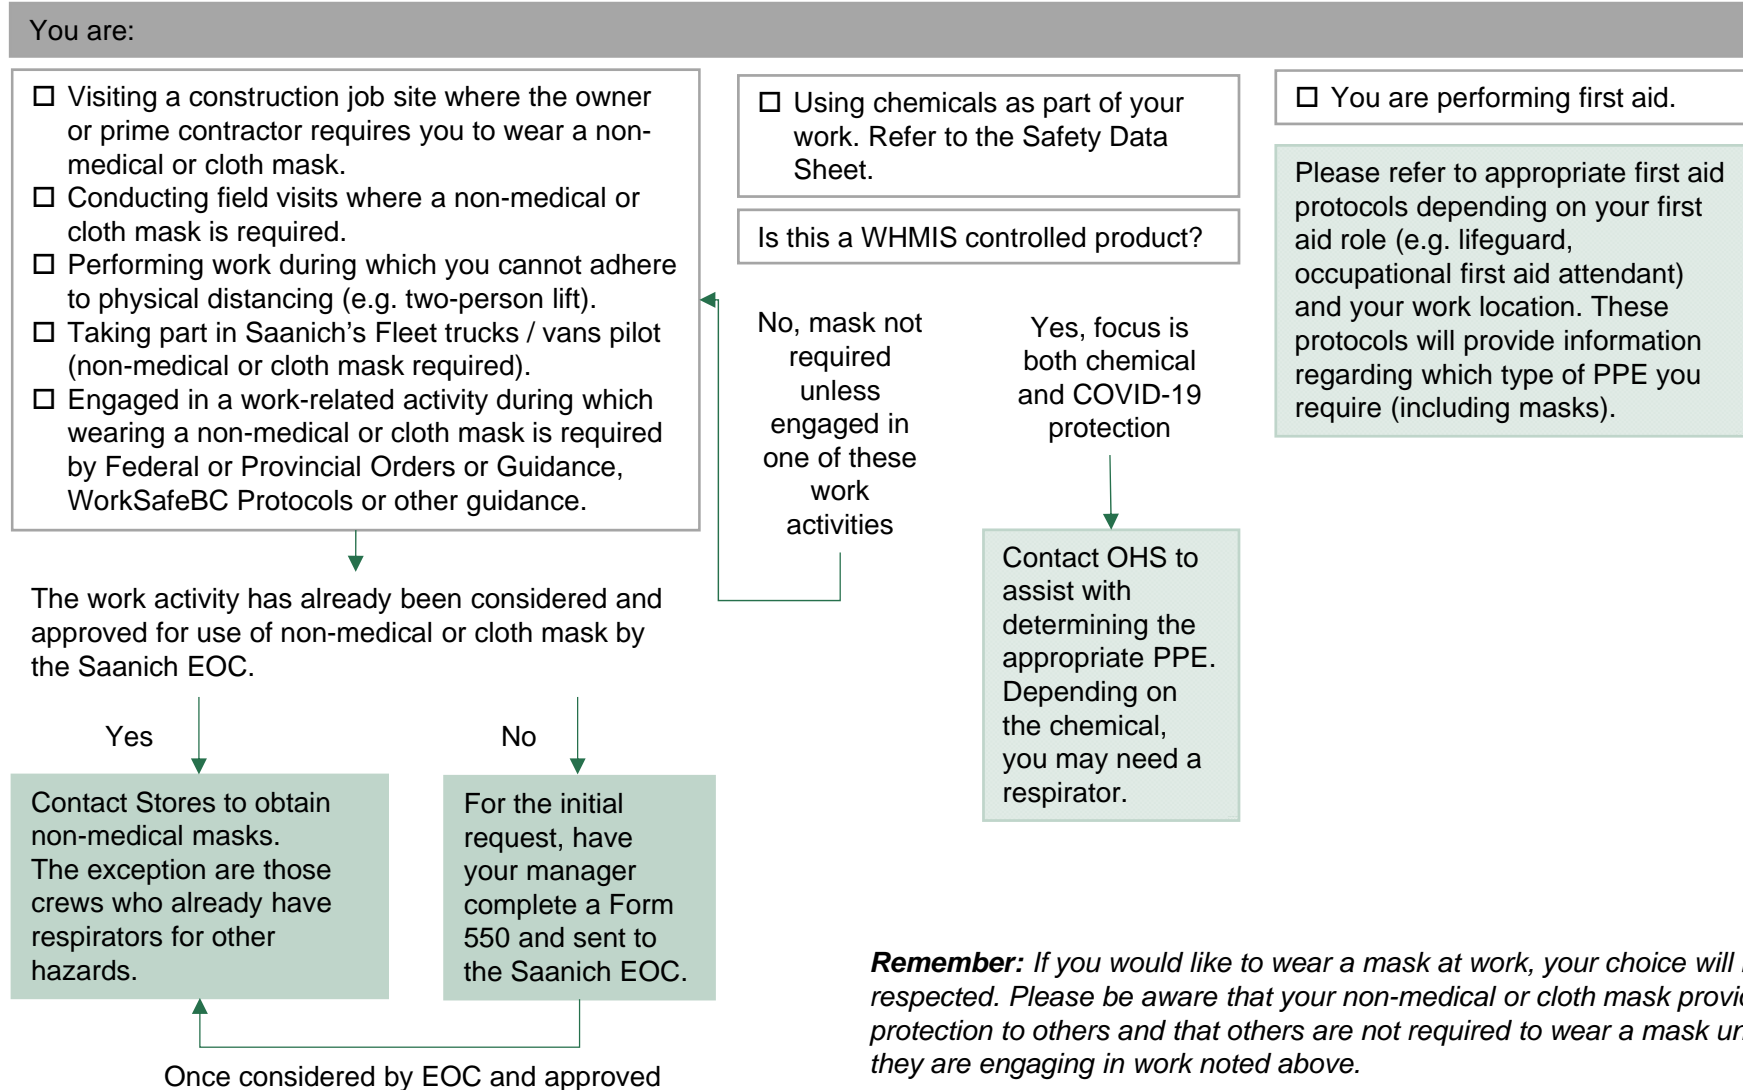 You are:
☐ Visiting a construction job site where the owner
or prime contractor requires you to wear a non-
medical or cloth mask.
☐ Conducting field visits where a non-medical or
cloth mask is required.
☐ Performing work during which you cannot adhere
to physical distancing (e.g. two-person lift).
☐ Taking part in Saanich’s Fleet trucks / vans pilot
(non-medical or cloth mask required).
☐ Engaged in a work-related activity during which
wearing a non-medical or cloth mask is required
by Federal or Provincial Orders or Guidance,
WorkSafeBC Protocols or other guidance.
The work activity has already been considered and
approved for use of non-medical or cloth mask by
the Saanich EOC.
Yes
No
Contact Stores to obtain
non-medical masks.
The exception are those
crews who already have
respirators for other
hazards.
For the initial
request, have
your manager
complete a Form
550 and sent to
the Saanich EOC.
Once considered by EOC and approved
☐ Using chemicals as part of your
work. Refer to the Safety Data
Sheet.
Is this a WHMIS controlled product?
No, mask not
required
unless
engaged in
one of these
work
activities
Yes, focus is
both chemical
and COVID-19
protection
Contact OHS to
assist with
determining the
appropriate PPE.
Depending on
the chemical,
you may need a
respirator.
☐ You are performing first aid.
Please refer to appropriate first aid
protocols depending on your first
aid role (e.g. lifeguard,
occupational first aid attendant)
and your work location. These
protocols will provide information
regarding which type of PPE you
require (including masks).
Remember: If you would like to wear a mask at work, your choice will
respected. Please be aware that your non-medical or cloth mask
protection to others and that others are not required to wear a mask
they are engaging in work noted above.